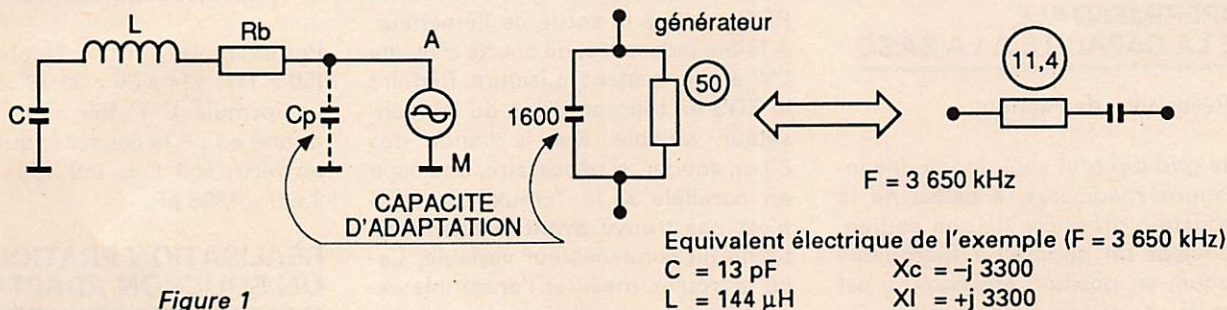 L
Rb
A
C
Cp
M
CAPACITE
D'ADAPTATION
1600
générateur
50
11,4
F = 3 650 kHz
Equivalent électrique de l'exemple (F = 3 650 kHz)
C = 13 pF Xc = –j 3300
L = 144 µH Xl = +j 3300
Figure 1